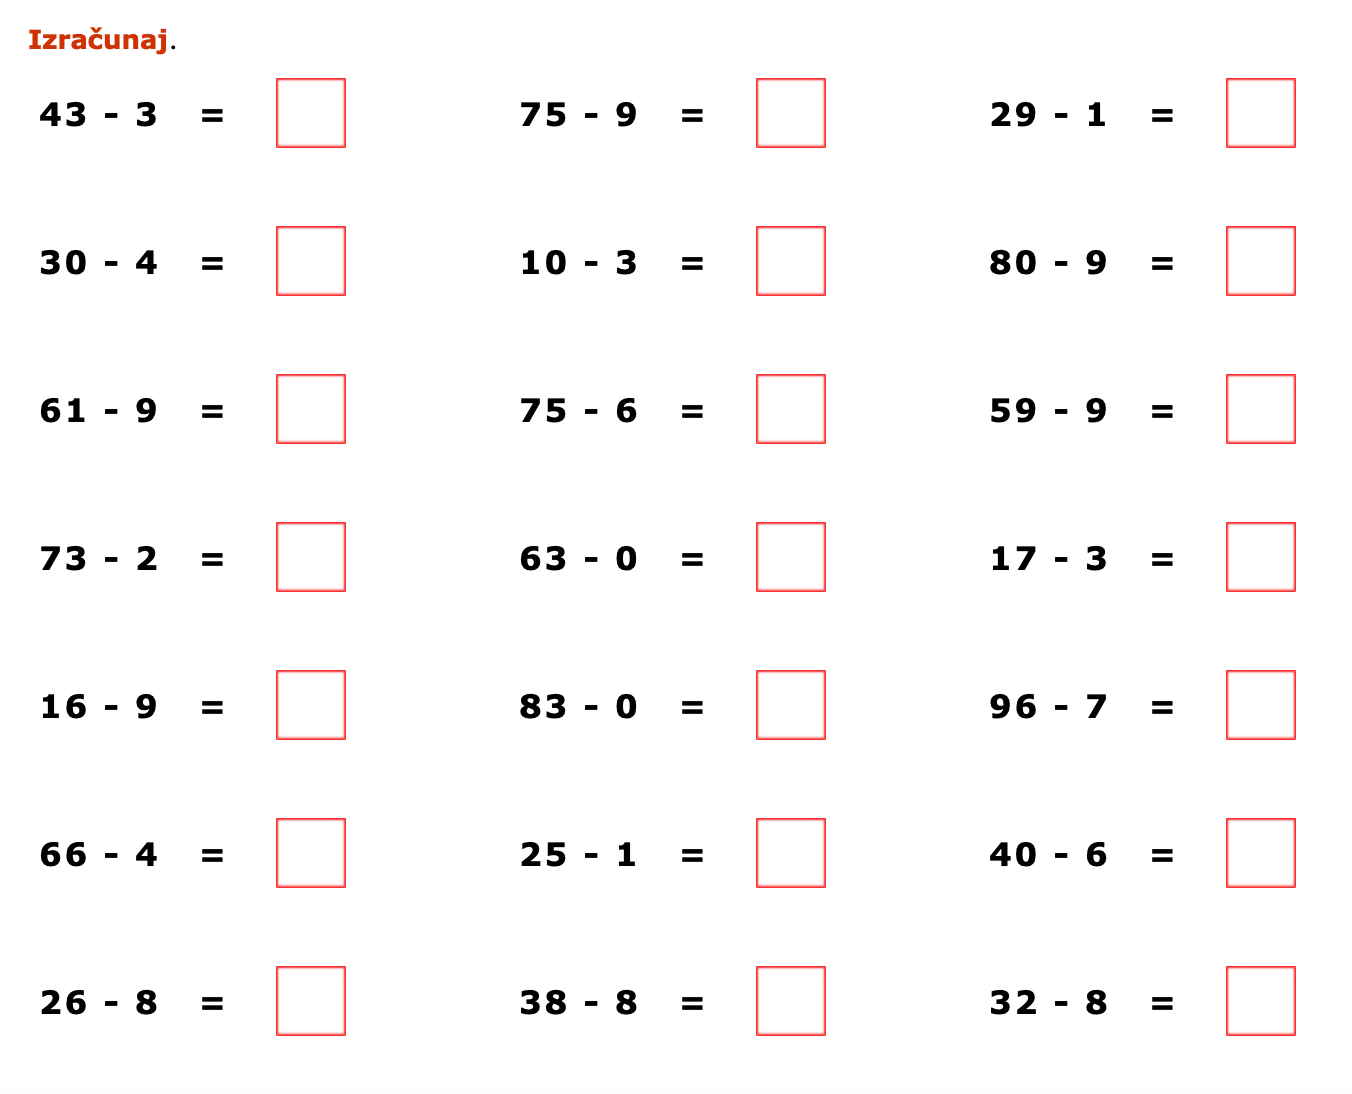 Izračunaj.
43 - 3 = 75 - 9 = 29 - 1 =
30 - 4 = 10 - 3 = 80 - 9 =
61 - 9 = 75 - 6 = 59 - 9 =
73 - 2 = 63 - 0 = 17 - 3 =
16 - 9 = 83 - 0 = 96 - 7 =
66 - 4 = 25 - 1 = 40 - 6 =
26 - 8 = 38 - 8 = 32 - 8 =